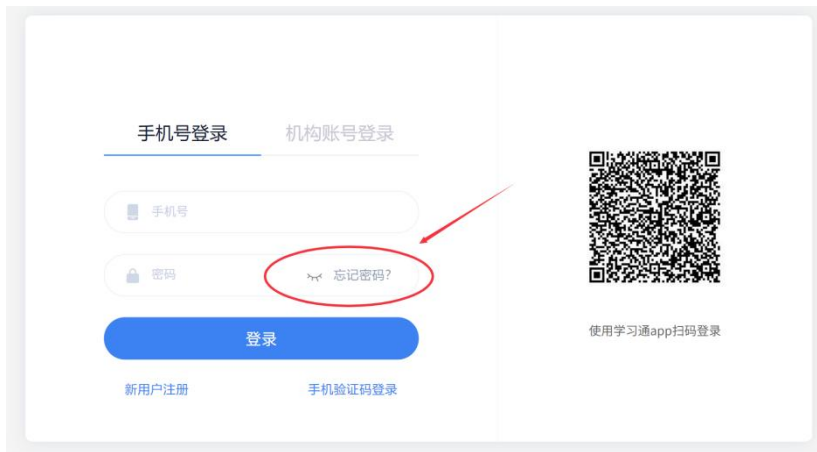 手机号登录
机构账号登录
手机号
密码
忘记密码?
登录
新用户注册
手机验证码登录
使用学习通app扫码登录